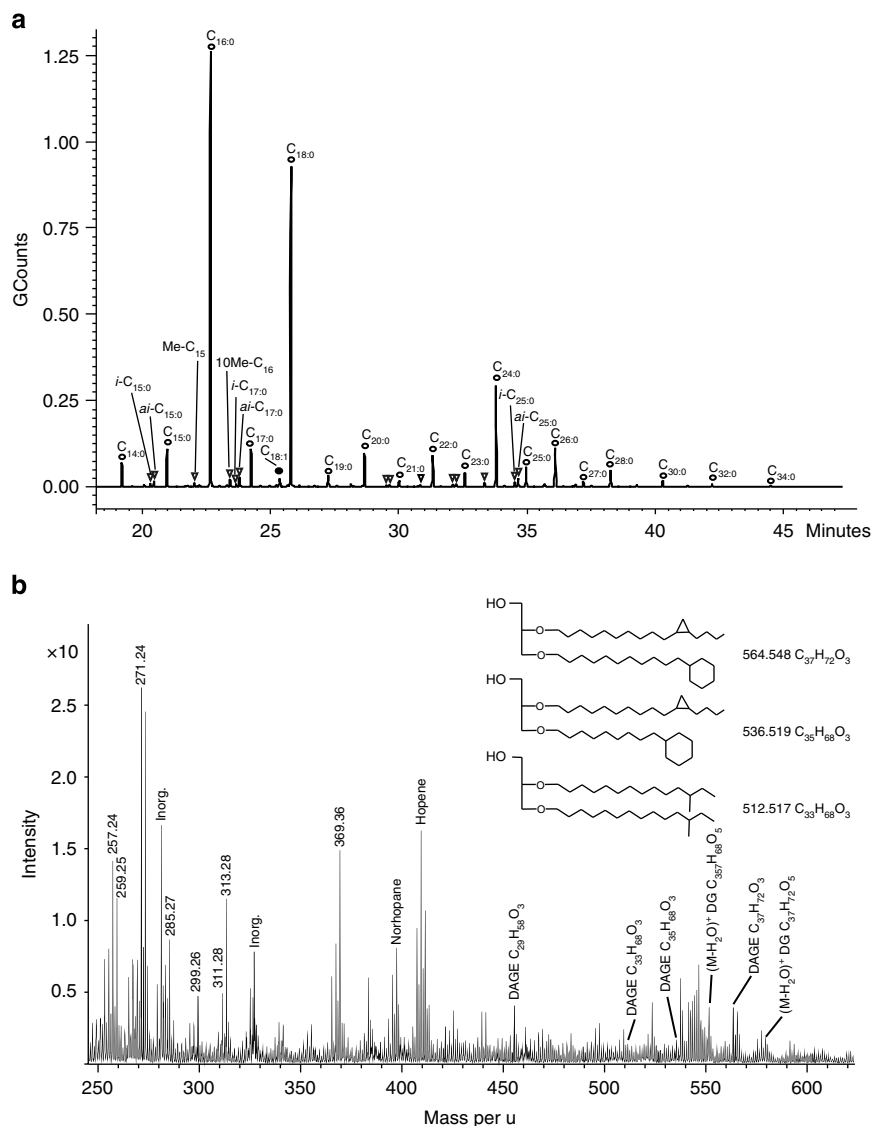 a
C16:0
1.25
1.00
C18:0
0.75
GCounts
0.50
Me-C15
10Me-C16
i-C15:0
i-C17:0
ai-C15:0
ai-C17:0
C24:0
i-C25:0
ai-C25:0
0.25
C14:0
C15:0
C17:0
C18:1
C19:0
C20:0
C21:0
C22:0
C23:0
C25:0
C26:0
C27:0
C28:0
C30:0
C32:0
C34:0
0.00
20 25 30 35 40 45 Minutes
b
×10
HO
O
O
564.548 C37H72O3
HO
O
O
536.519 C35H68O3
HO
O
O
512.517 C33H68O3
2.5
2.0
1.5
1.0
0.5
Intensity
257.24
259.25
271.24
Inorg.
285.27
299.26
311.28
313.28
Inorg.
369.36
Norhopane
Hopene
DAGE C29H58O3
DAGE C33H68O3
DAGE C35H68O3
(M-H2O)+ DG C357H68O5
DAGE C37H72O3
(M-H2O)+ DG C37H72O5
250 300 350 400 450 500 550 600
Mass per u